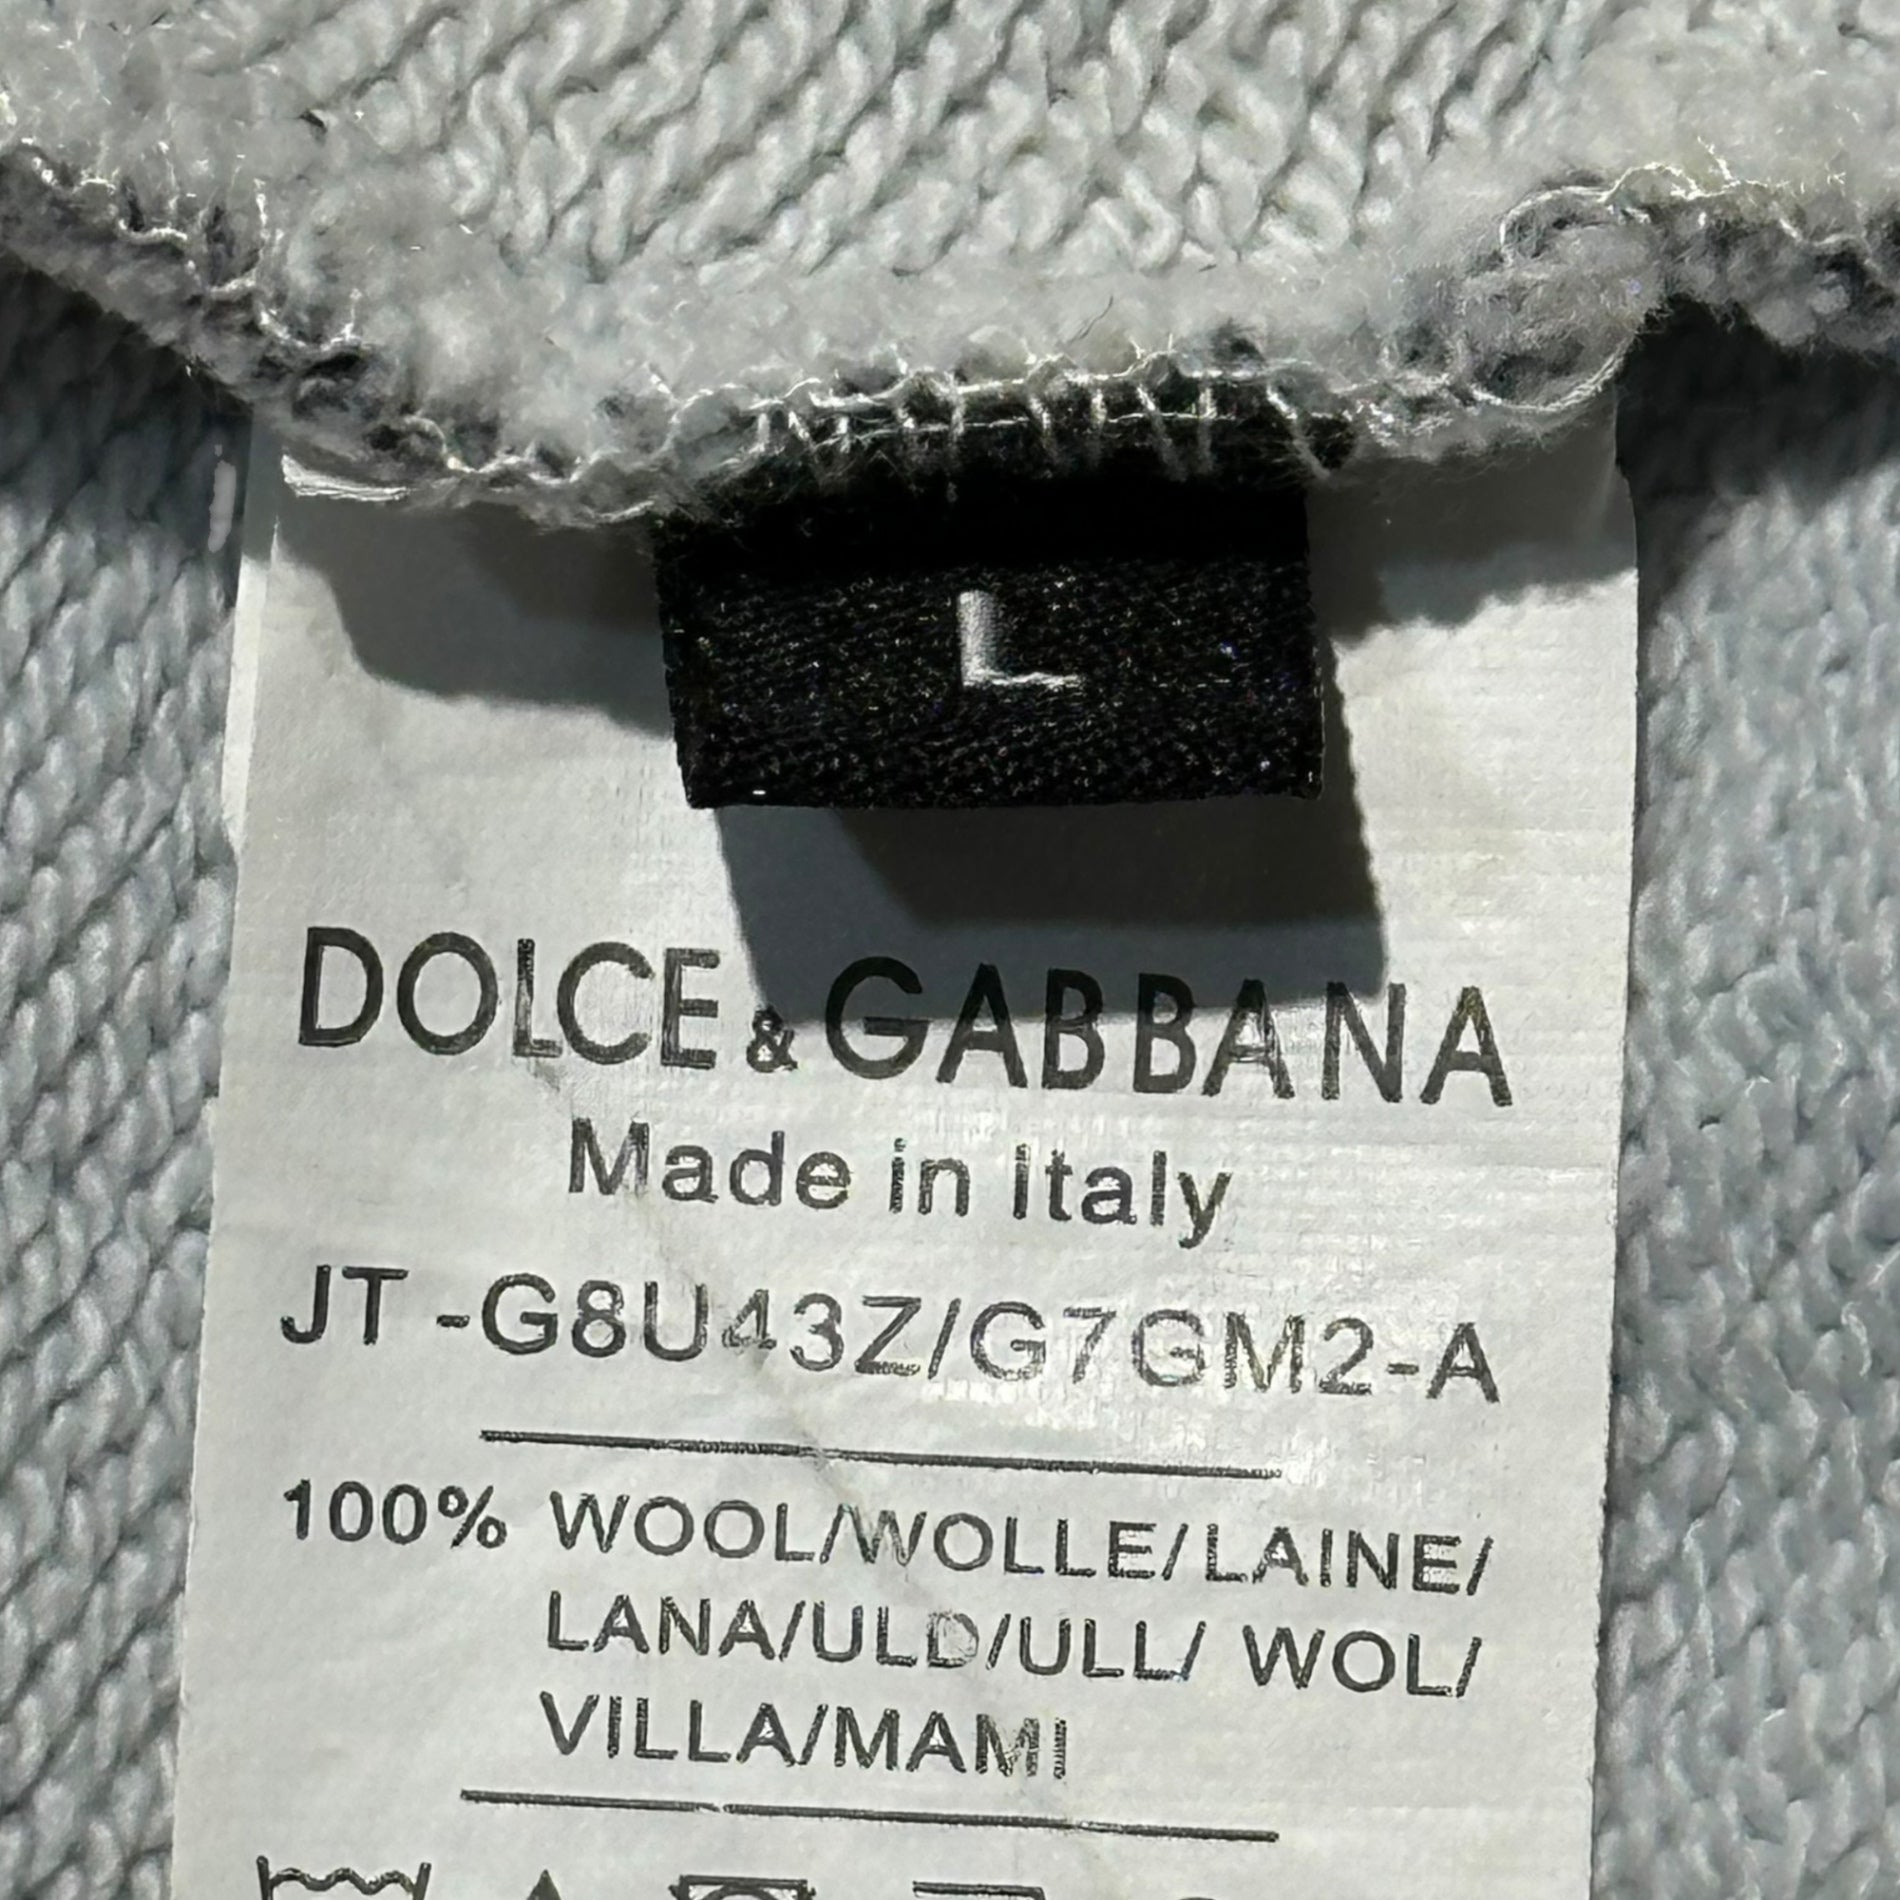 L
DOLCE & GABBANA
Made in Italy
JT -G8U43Z/G7GM2-A
100% WOOL/WOLLE/LAINE/
LANA/ULD/ULL/ WOL/
VILLA/MAMI